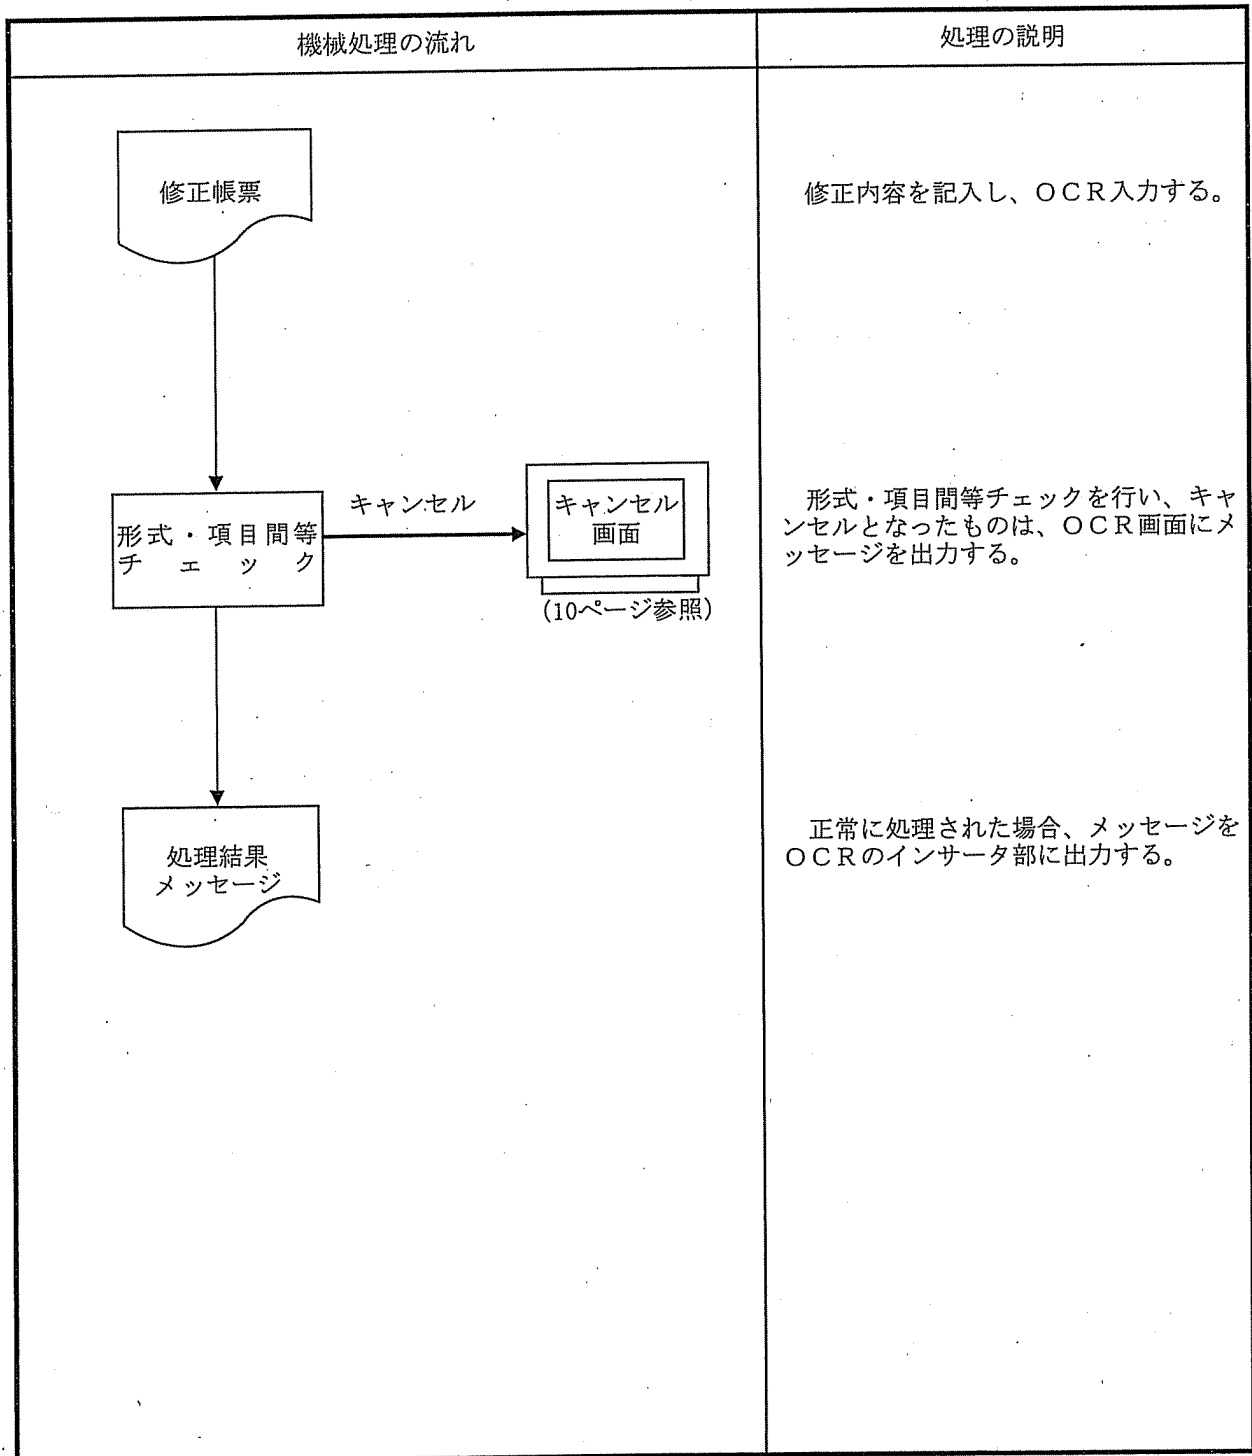 機械処理の流れ
処理の説明
修正帳票
修正内容を記入し、OCR入力する。
形式・項目間等
チェック
キャンセル
キャンセル
画面
(10ページ参照)
形式・項目間等チェックを行い、キャ
ンセルとなったものは、OCR画面にメ
ッセージを出力する。
処理結果
メッセージ
正常に処理された場合、メッセージを
OCRのインサータ部に出力する。